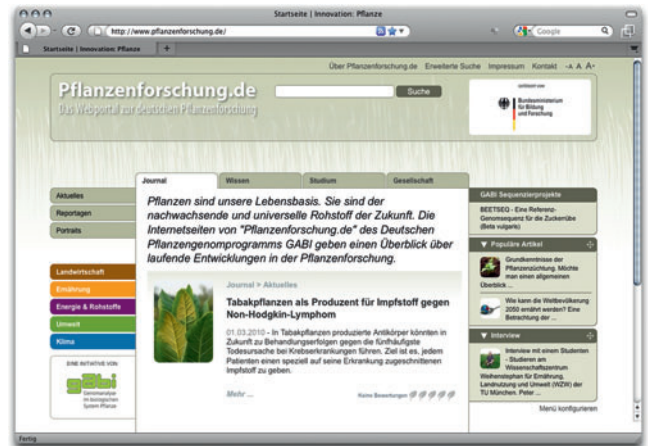 Startseite | Innovation: Pflanze
http://www.pflanzenforschung.de/
Google
Startseite | Innovation: Pflanze
Über Pflanzenforschung.de Erweiterte Suche Impressum Kontakt -A A A+
Pflanzenforschung.de
Das Webportal zur deutschen Pflanzenforschung
Suche
Bundesministerium
für Bildung
und Forschung
Journal
Wissen
Studium
Gesellschaft
Aktuelles
Reportagen
Portraits
Landwirtschaft
Ernährung
Energie & Rohstoffe
Umwelt
Klima
EINE INITIATIVE VON
gabi
Genomanalyse
im biologischen
System Pflanze
Pflanzen sind unsere Lebensbasis. Sie sind der
nachwachsende und universelle Rohstoff der Zukunft. Die
Internetseiten von "Pflanzenforschung.de" des Deutschen
Pflanzengenomprogramms GABI geben einen Überblick über
laufende Entwicklungen in der Pflanzenforschung.
Journal > Aktuelles
Tabakpflanzen als Produzent für Impfstoff gegen
Non-Hodgkin-Lymphom
01.03.2010 - In Tabakpflanzen produzierte Antikörper könnten in
Zukunft zu Behandlungserfolgen gegen die fünfhäufigste
Todesursache bei Krebserkrankungen führen. Ziel ist es, jedem
Patienten einen speziell auf seine Erkrankung zugeschnittenen
Impfstoff zu geben.
Mehr ...
Keine Bewertungen
GABI Sequenzierprojekte
BEETSEQ - Eine Referenz-
Genomsequenz für die Zuckerrübe
(Beta vulgaris)
Populäre Artikel
Grundkenntnisse der
Pflanzenzüchtung. Möchte
man einen allgemeinen
Überblick ...
Wie kann die Weltbevölkerung
2050 ernährt werden? Eine
Betrachtung der ...
Interview
Interview mit einem Studenten
- Studieren am
Wissenschaftszentrum
Weihenstephan für Ernährung,
Landnutzung und Umwelt (WZW) der
TU München. Peter ...
Menü konfigurieren
Fertig